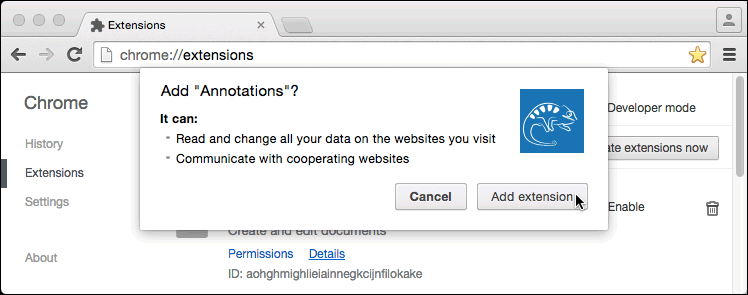 Extensions
chrome://extensions
Chrome
History
Extensions
Settings
About
Add "Annotations"?
It can:
Read and change all your data on the websites you visit
Communicate with cooperating websites
Cancel
Add extension
Developer mode
extensions now
Enable
Create and edit documents
Permissions
Details
ID: aohghmighlieiainnegkcijnfilokake